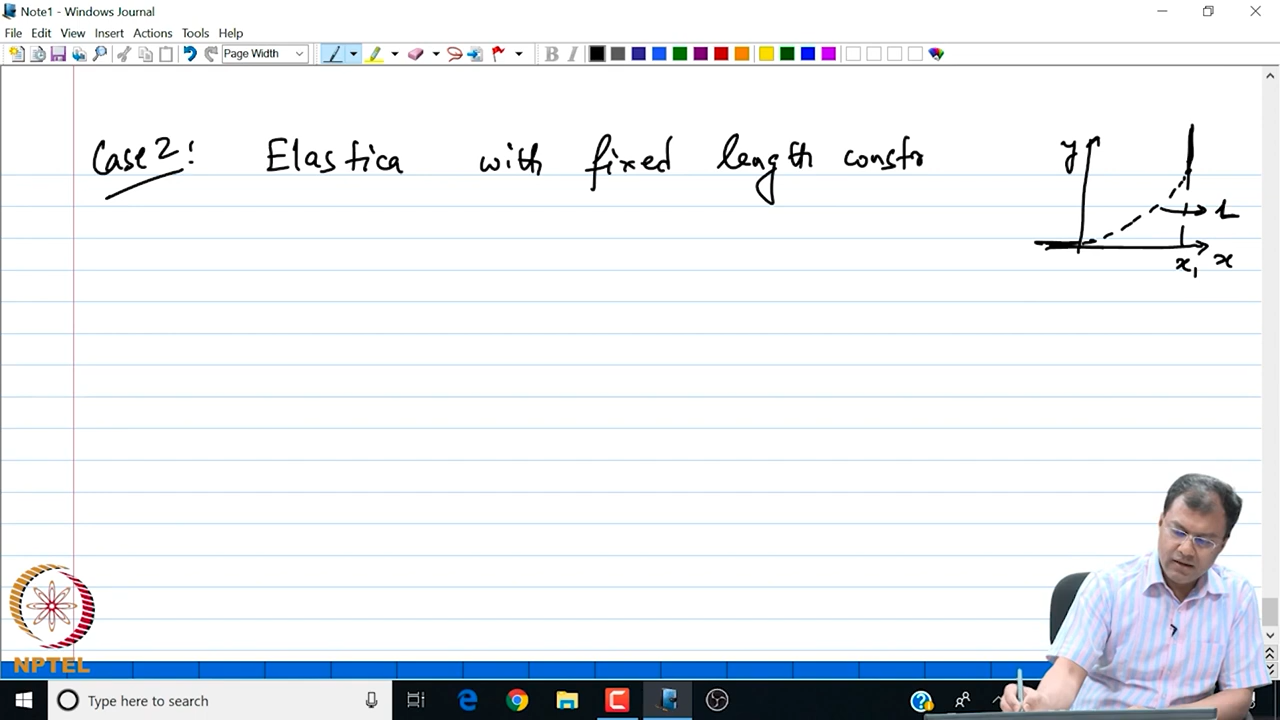 Note1 - Windows Journal
File Edit View Insert Actions Tools Help
Page Width
B I
Case 2: Elastica with fixed length constr
y
L
x₁ x
NPTEL
Type here to search